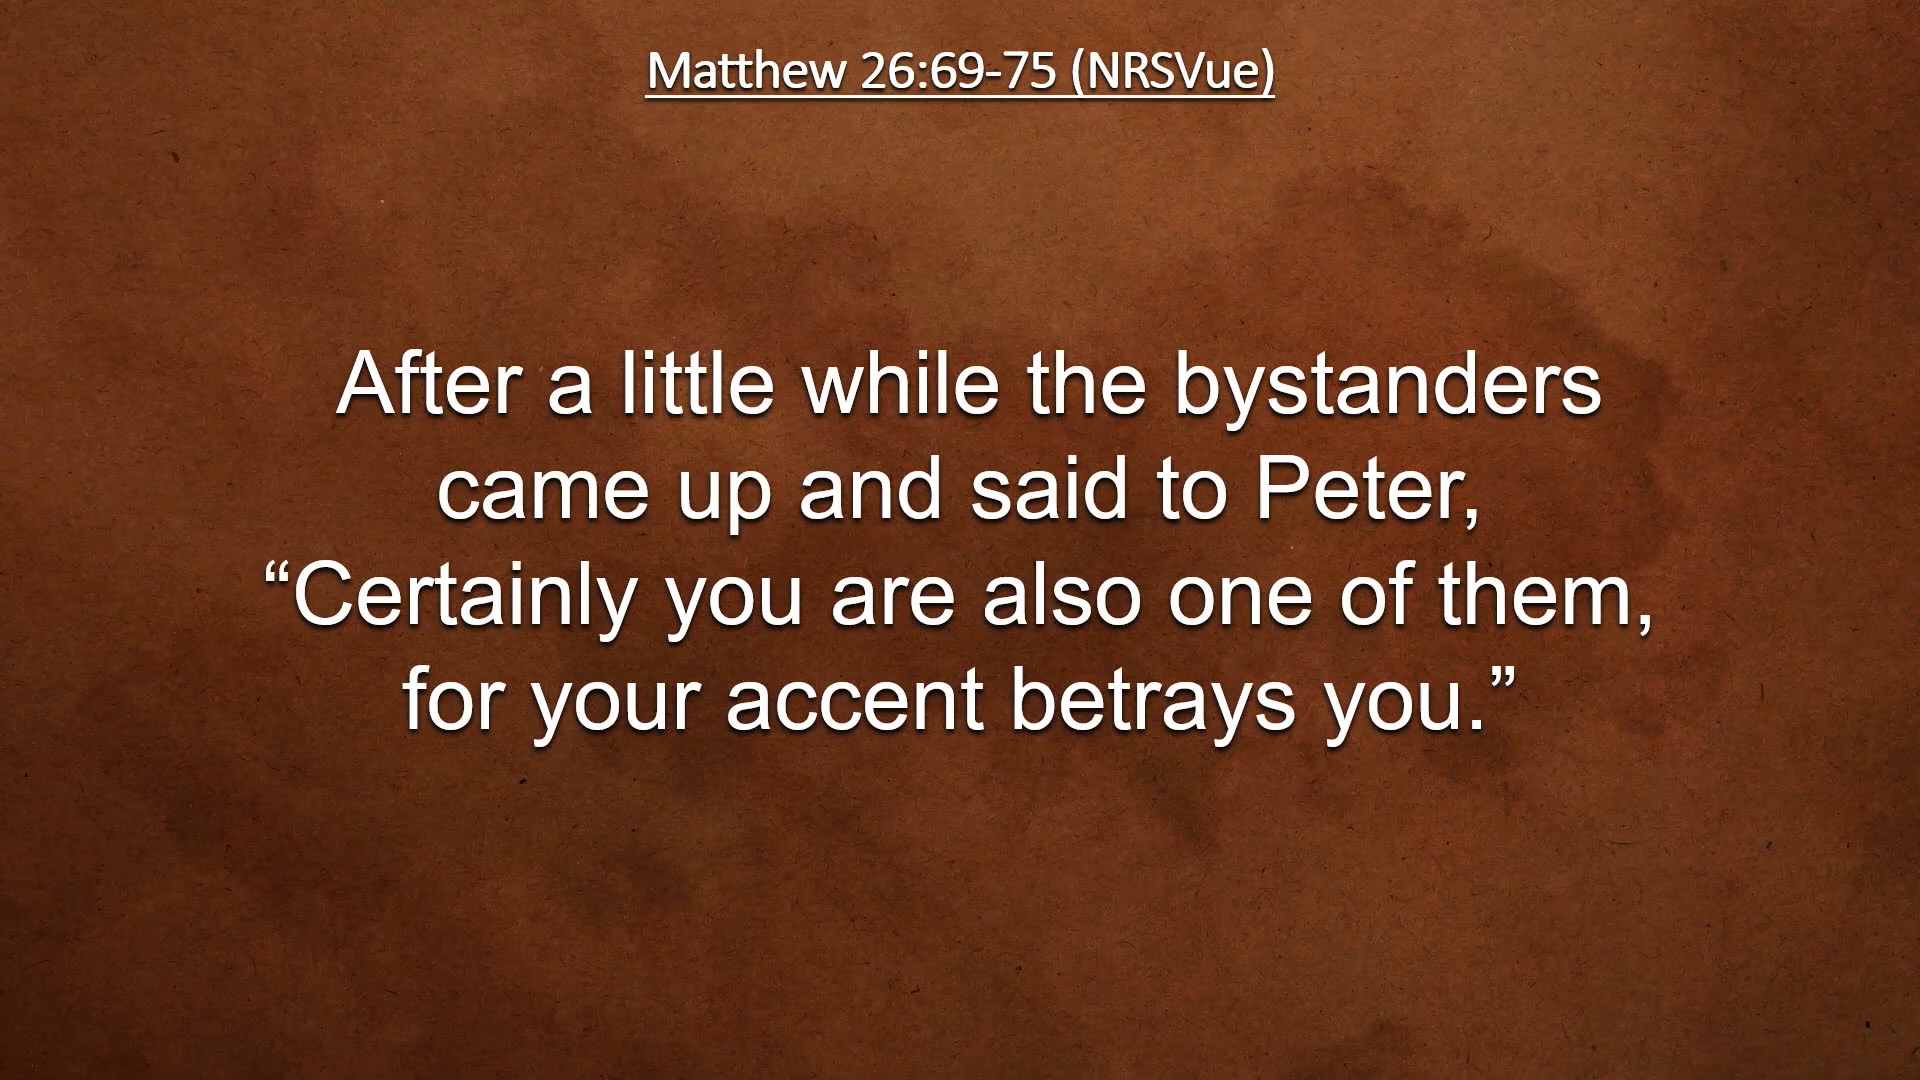 Matthew 26:69-75 (NRSVue)
After a little while the bystanders
came up and said to Peter,
“Certainly you are also one of them,
for your accent betrays you.”